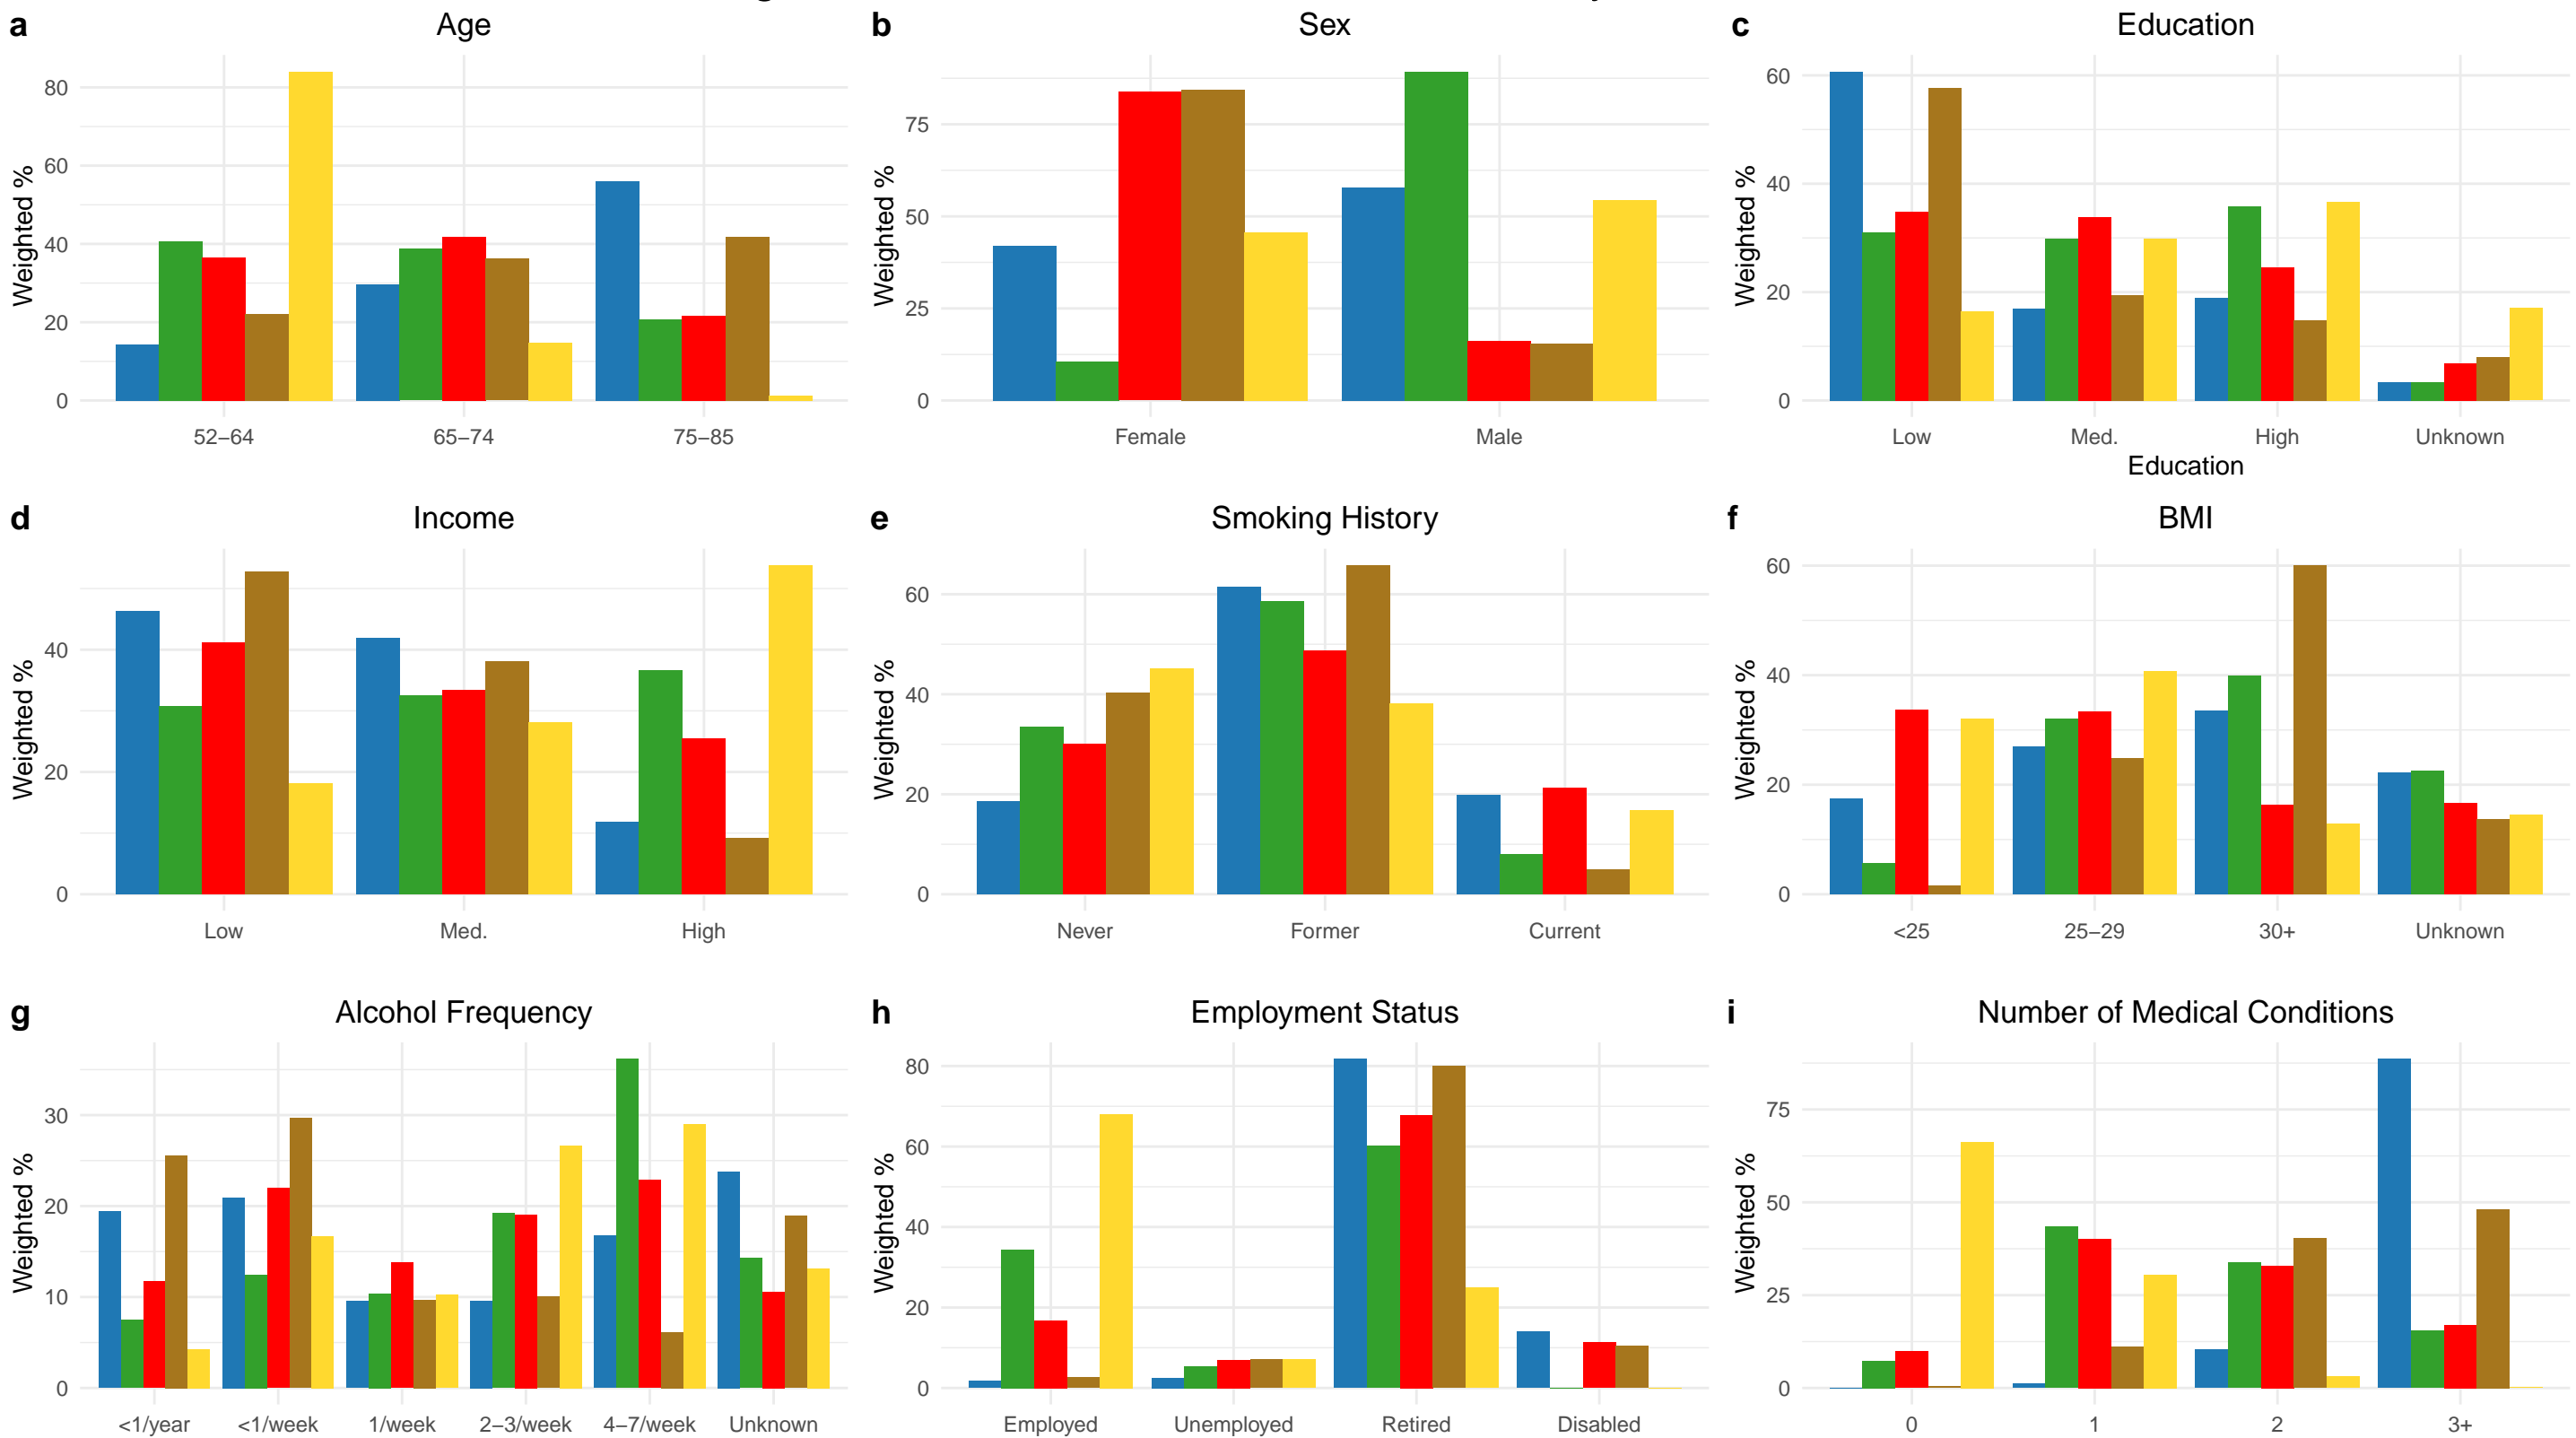 a Age
Weighted %
80
60
40
20
0
52−64 65−74 75−85
b Sex
Weighted %
75
50
25
0
Female Male
c Education
Weighted %
60
40
20
0
Low Med. High Unknown
Education
d Income
Weighted %
40
20
0
Low Med. High
e Smoking History
Weighted %
60
40
20
0
Never Former Current
f BMI
Weighted %
60
40
20
0
<25 25−29 30+ Unknown
g Alcohol Frequency
Weighted %
30
20
10
0
<1/year <1/week 1/week 2−3/week 4−7/week Unknown
h Employment Status
Weighted %
80
60
40
20
0
Employed Unemployed Retired Disabled
i Number of Medical Conditions
Weighted %
75
50
25
0
0 1 2 3+